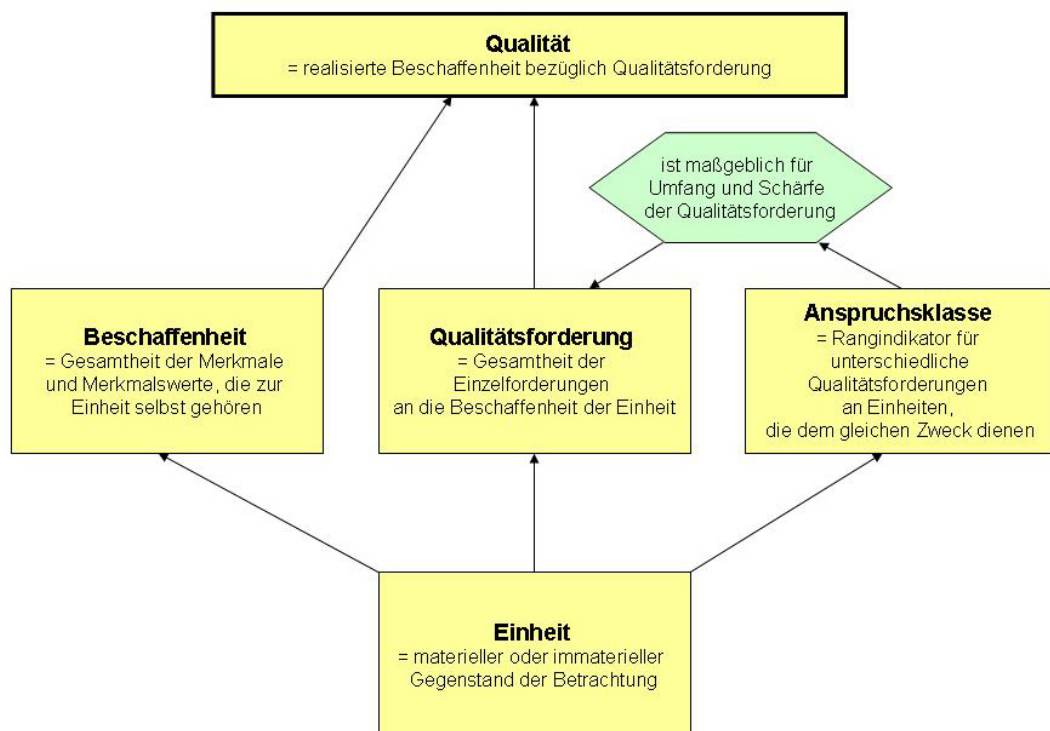 Qualität
= realisierte Beschaffenheit bezüglich Qualitätsforderung
ist maßgeblich für
Umfang und Schärfe
der Qualitätsforderung
Beschaffenheit
= Gesamtheit der Merkmale
und Merkmalswerte, die zur
Einheit selbst gehören
Qualitätsforderung
= Gesamtheit der
Einzelforderungen
an die Beschaffenheit der Einheit
Anspruchsklasse
= Rangindikator für
unterschiedliche
Qualitätsforderungen
an Einheiten,
die dem gleichen Zweck dienen
Einheit
= materieller oder immaterieller
Gegenstand der Betrachtung